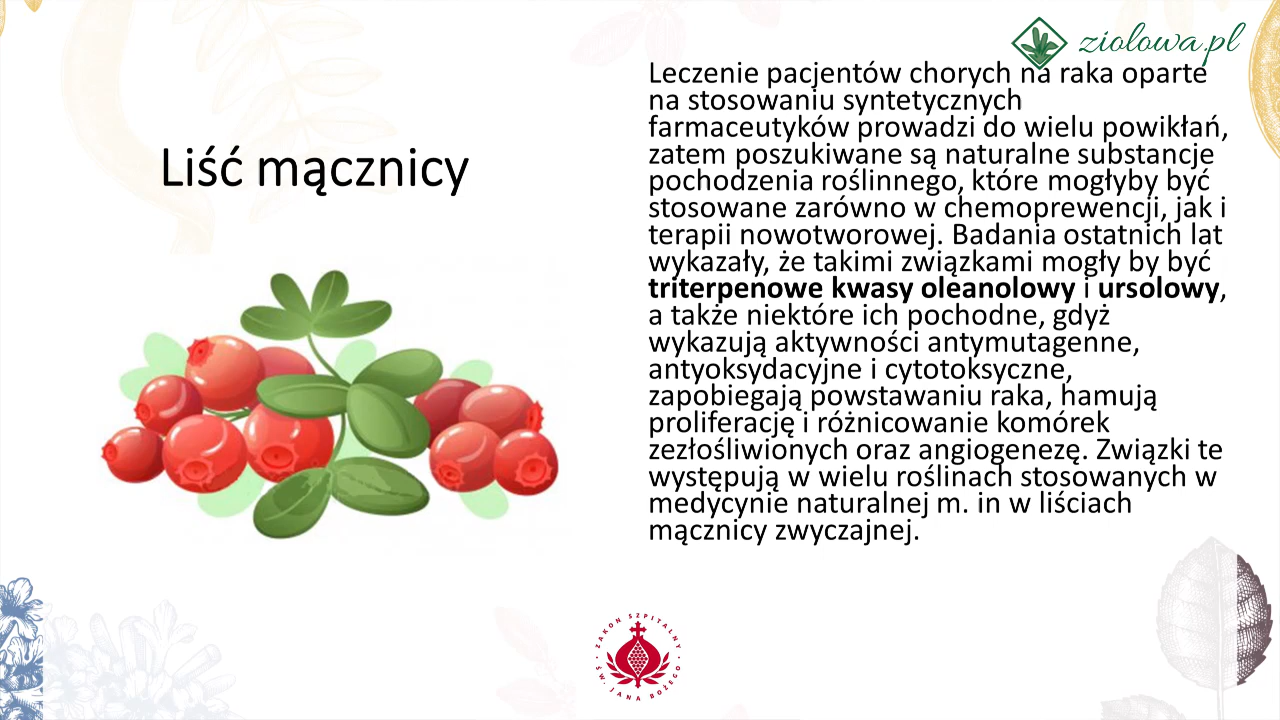 ziolowa.pl
Liść mącznicy
Leczenie pacjentów chorych na raka oparte
na stosowaniu syntetycznych
farmaceutyków prowadzi do wielu powikłań,
zatem poszukiwane są naturalne substancje
pochodzenia roślinnego, które mogłyby być
stosowane zarówno w chemoprewencji, jak i
terapii nowotworowej. Badania ostatnich lat
wykazały, że takimi związkami mogły by być
triterpenowe kwasy oleanolowy i ursolowy,
a także niektóre ich pochodne, gdyż
wykazują aktywności antymutagenne,
antyoksydacyjne i cytotoksyczne,
zapobiegają powstawaniu raka, hamują
proliferację i różnicowanie komórek
zezłośliwionych oraz angiogenezę. Związki te
występują w wielu roślinach stosowanych w
medycynie naturalnej m. in w liściach
mącznicy zwyczajnej.
ZAKON SZPITALNY
ŚW. JANA BOŻEGO